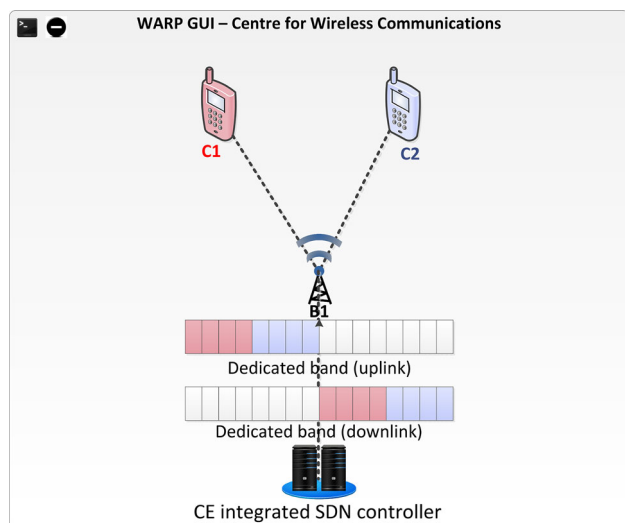 WARP GUI – Centre for Wireless Communications
C1
C2
B1
Dedicated band (uplink)
Dedicated band (downlink)
CE integrated SDN controller